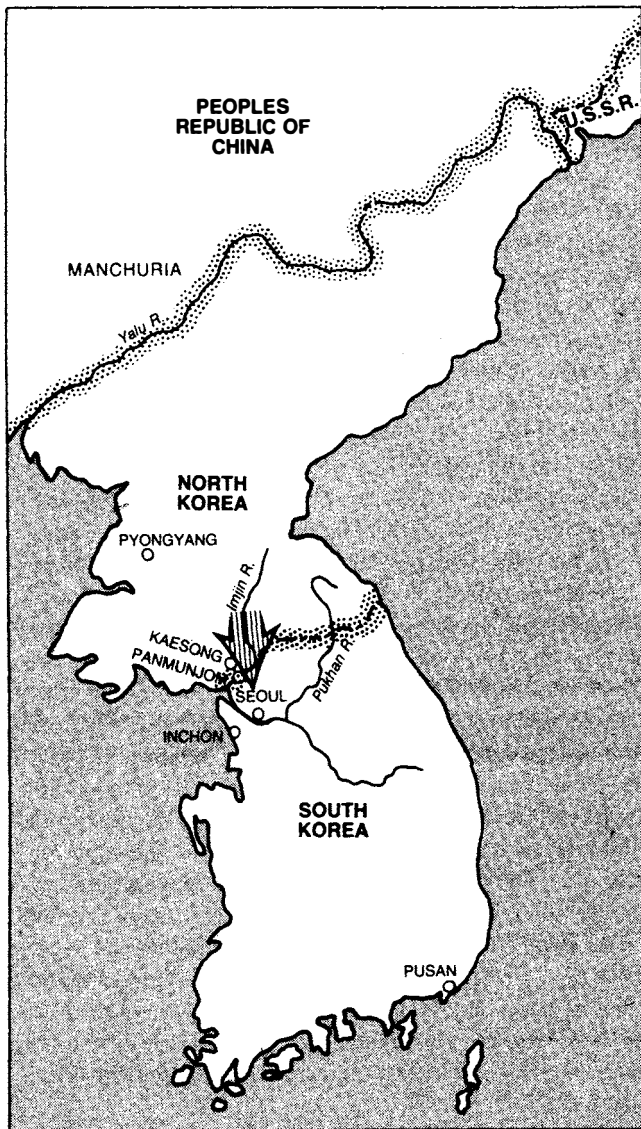 PEOPLES
REPUBLIC OF
CHINA
U.S.S.R.
MANCHURIA
Yalu R.
NORTH
KOREA
PYONGYANG
Imjin R.
KAESONG
PANMUNJOM
Pukhan R.
SEOUL
INCHON
SOUTH
KOREA
PUSAN